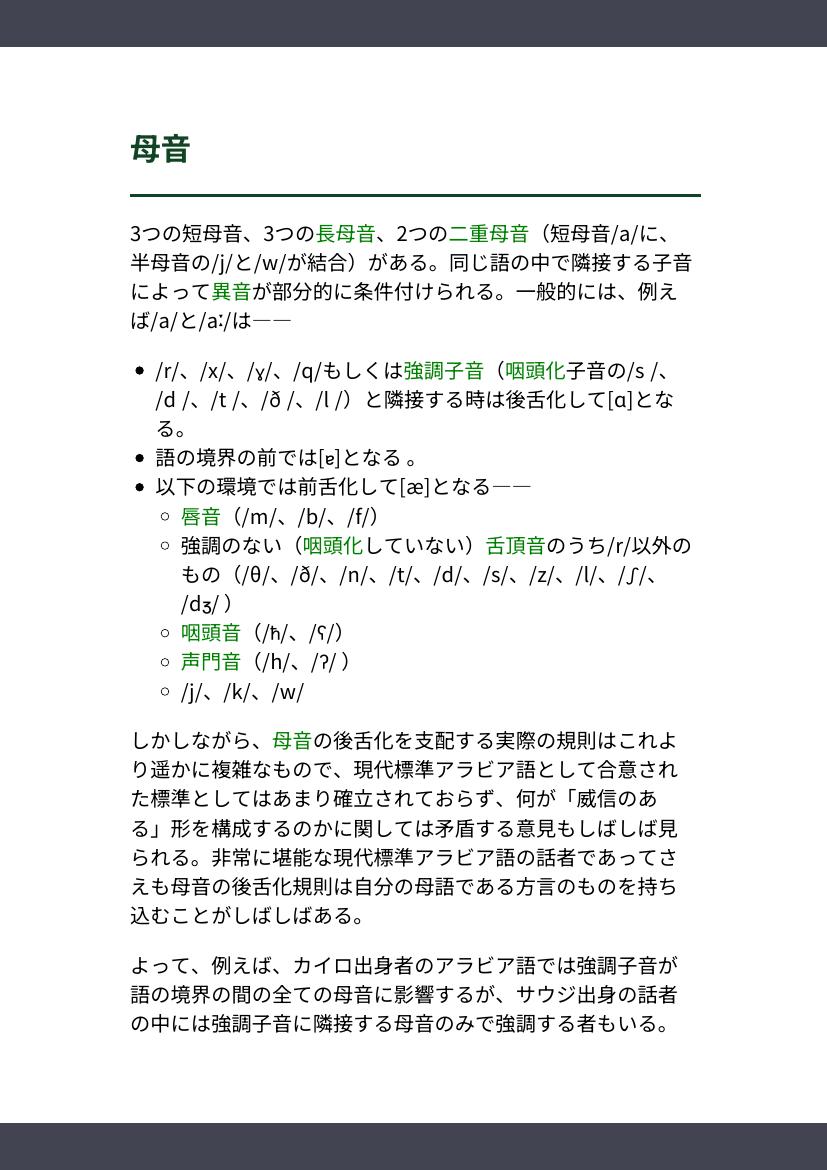 母音
3つの短母音、3つの長母音、2つの二重母音（短母音/a/に、
半母音の/j/と/w/が結合）がある。同じ語の中で隣接する子音
によって異音が部分的に条件付けられる。一般的には、例え
ば/a/と/aː/は――
• /r/、/x/、/ɣ/、/q/もしくは強調子音（咽頭化子音の/s /、
/d /、/t /、/ð /、/l /）と隣接する時は後舌化して[ɑ]とな
る。
• 語の境界の前では[ɐ]となる 。
• 以下の環境では前舌化して[æ]となる――
◦ 唇音（/m/、/b/、/f/）
◦ 強調のない（咽頭化していない）舌頂音のうち/r/以外の
もの（/θ/、/ð/、/n/、/t/、/d/、/s/、/z/、/l/、/ʃ/、
/dʒ/ ）
◦ 咽頭音（/ħ/、/ʕ/）
◦ 声門音（/h/、/ʔ/ ）
◦ /j/、/k/、/w/
しかしながら、母音の後舌化を支配する実際の規則はこれよ
り遥かに複雑なもので、現代標準アラビア語として合意され
た標準としてはあまり確立されておらず、何が「威信のあ
る」形を構成するのかに関しては矛盾する意見もしばしば見
られる。非常に堪能な現代標準アラビア語の話者であってさ
えも母音の後舌化規則は自分の母語である方言のものを持ち
込むことがしばしばある。
よって、例えば、カイロ出身者のアラビア語では強調子音が
語の境界の間の全ての母音に影響するが、サウジ出身の話者
の中には強調子音に隣接する母音のみで強調する者もいる。